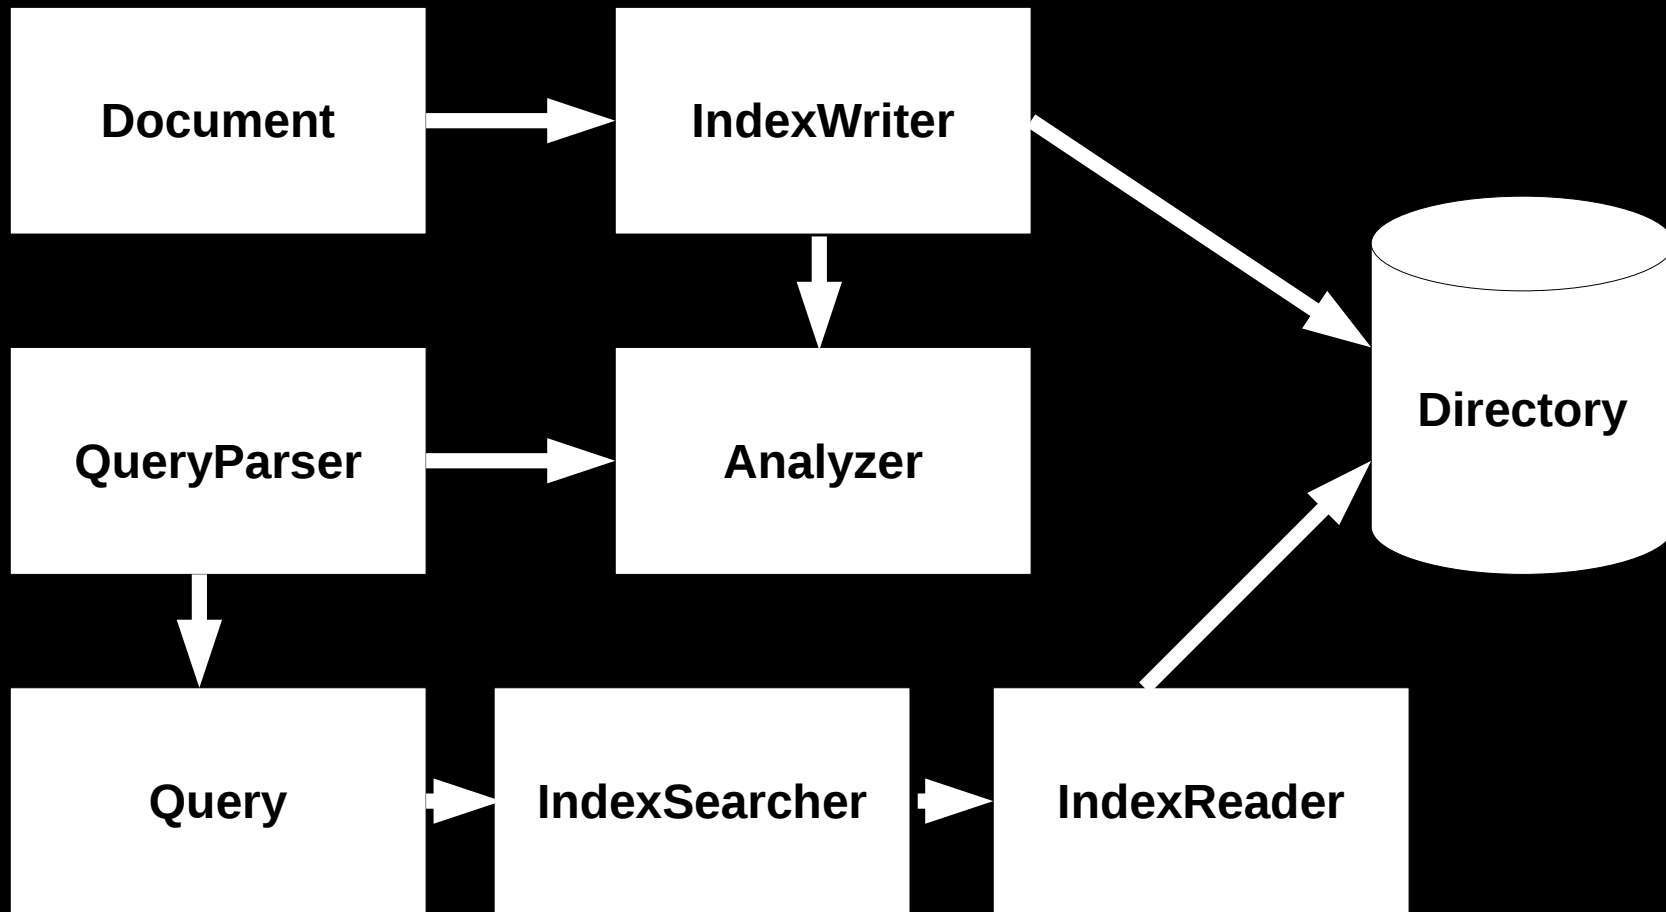 Document
IndexWriter
Directory
QueryParser
Analyzer
Query
IndexSearcher
IndexReader